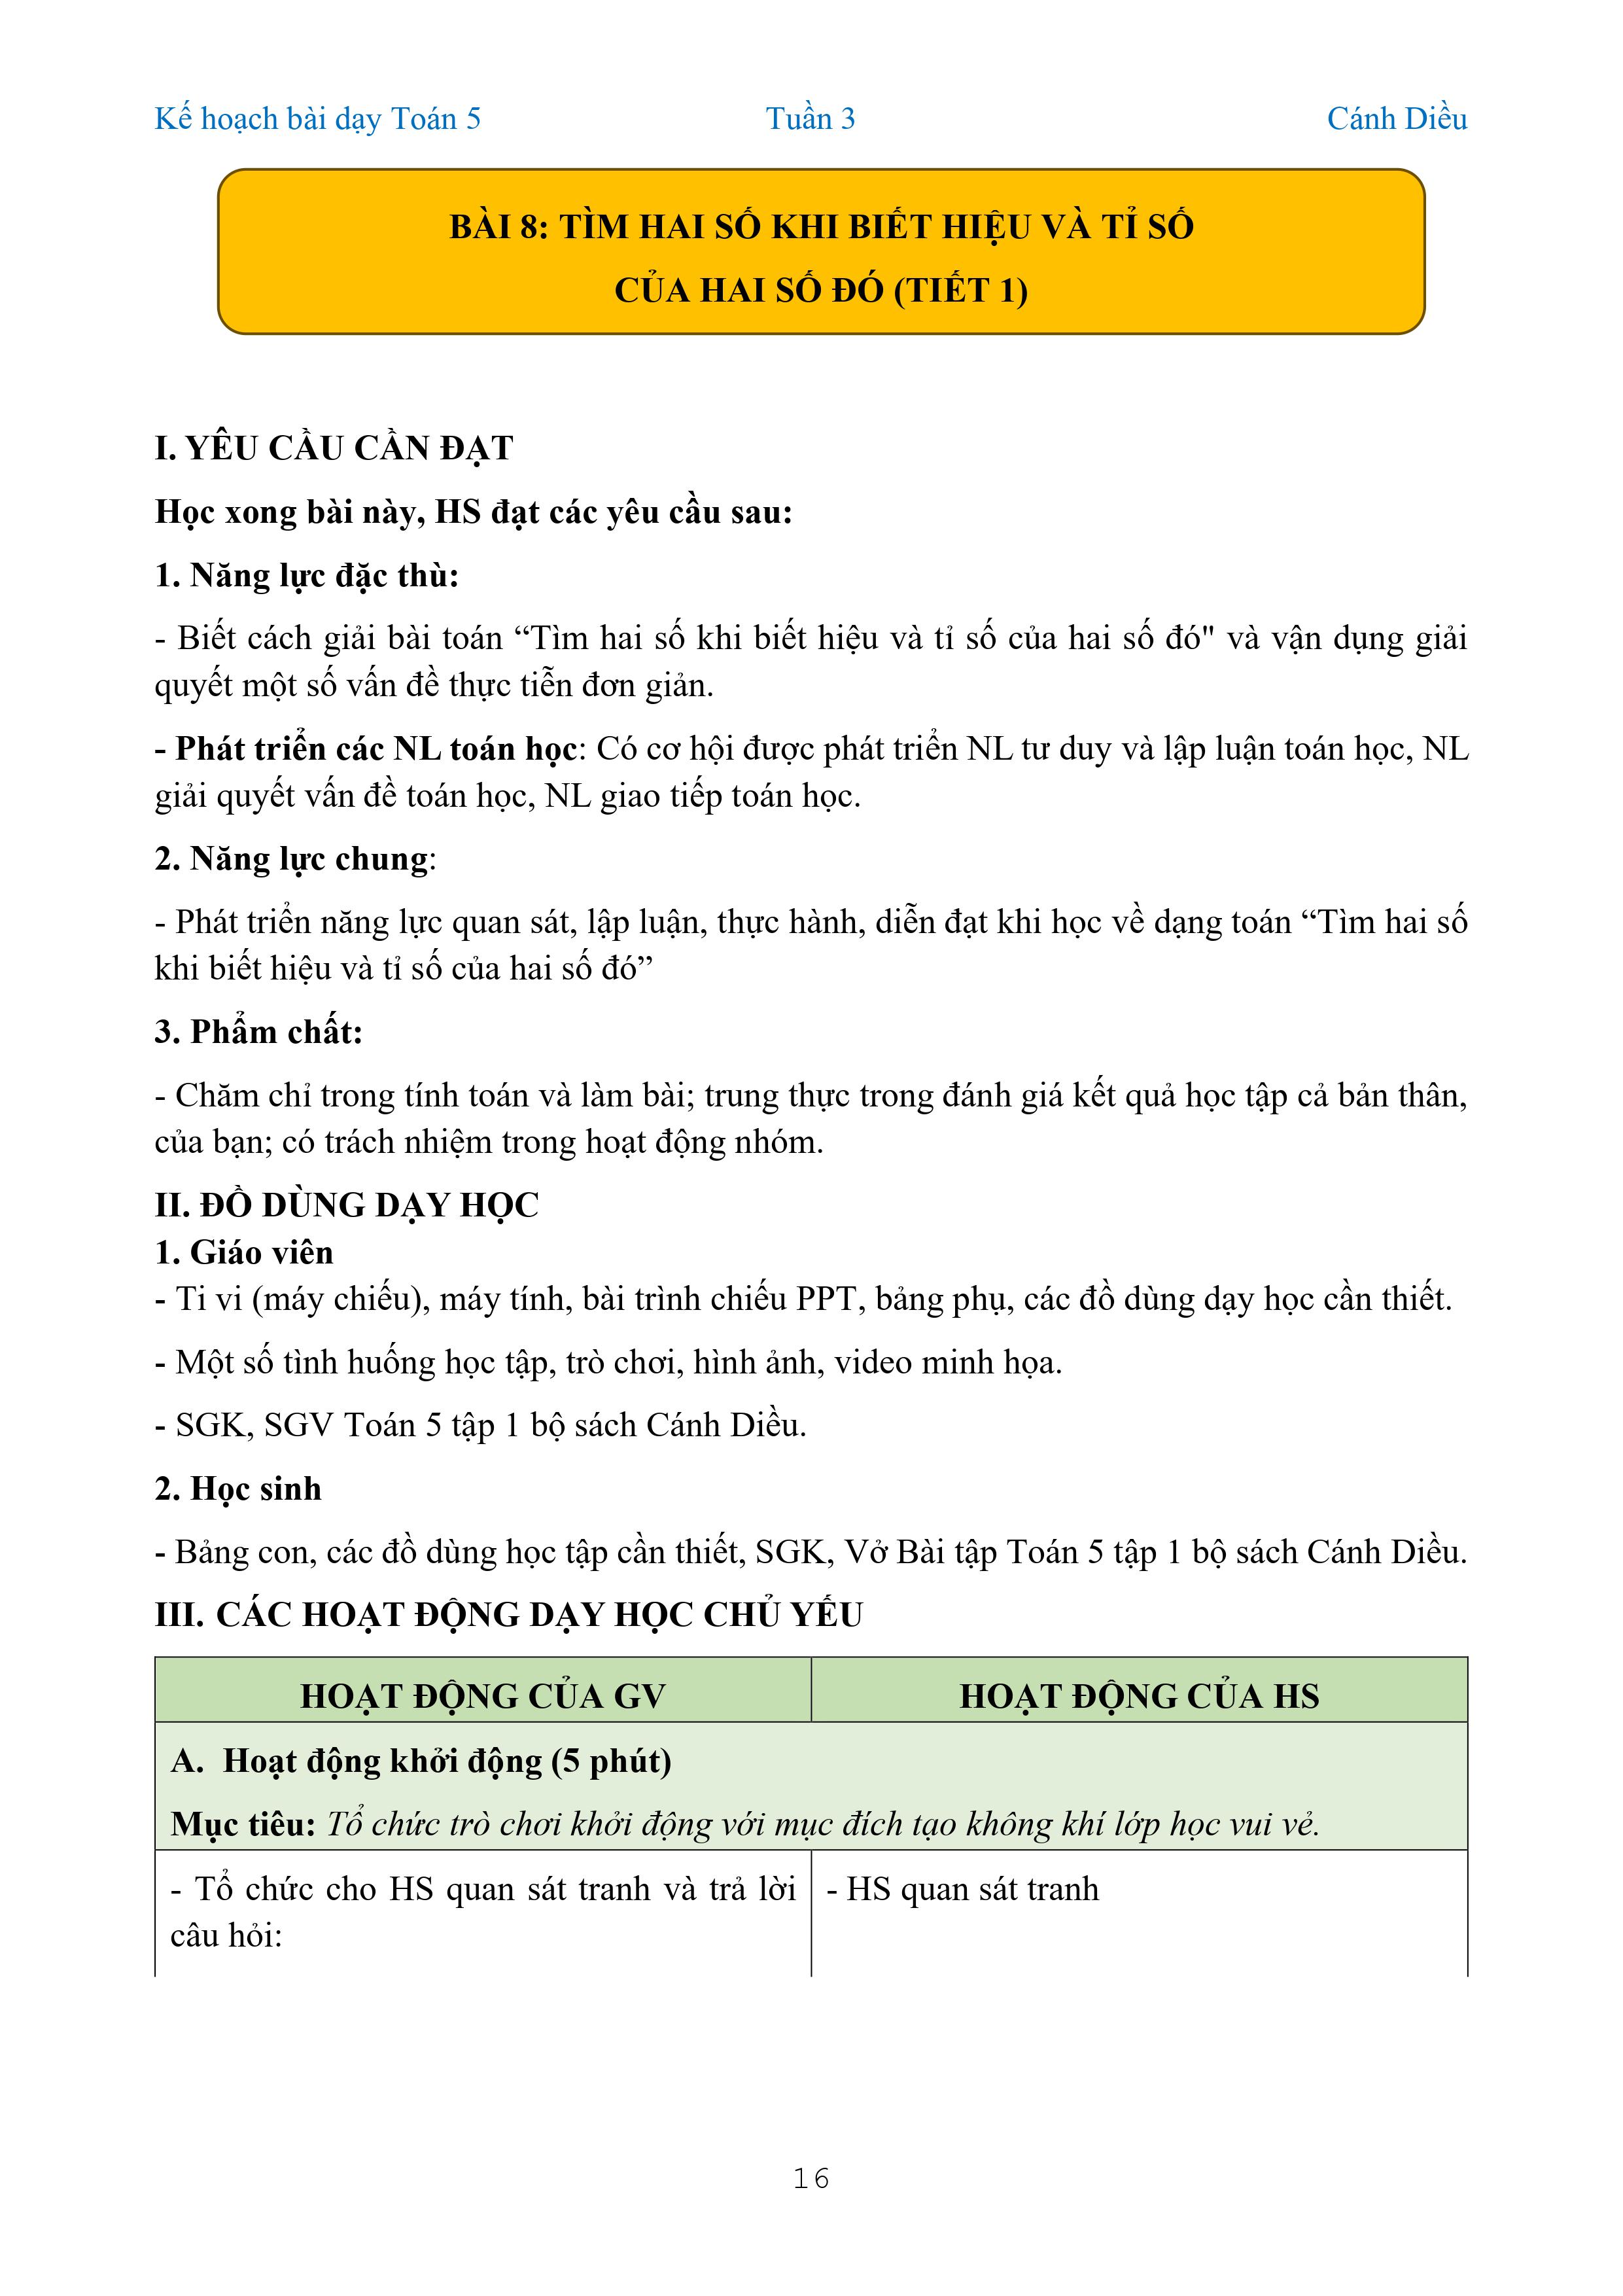 Kế hoạch bài dạy Toán 5 Tuần 3 Cánh Diều
BÀI 8: TÌM HAI SỐ KHI BIẾT HIỆU VÀ TỈ SỐ
CỦA HAI SỐ ĐÓ (TIẾT 1)
I. YÊU CẦU CẦN ĐẠT
Học xong bài này, HS đạt các yêu cầu sau:
1. Năng lực đặc thù:
- Biết cách giải bài toán “Tìm hai số khi biết hiệu và tỉ số của hai số đó" và vận dụng giải
quyết một số vấn đề thực tiễn đơn giản.
- Phát triển các NL toán học: Có cơ hội được phát triển NL tư duy và lập luận toán học, NL
giải quyết vấn đề toán học, NL giao tiếp toán học.
2. Năng lực chung:
- Phát triển năng lực quan sát, lập luận, thực hành, diễn đạt khi học về dạng toán “Tìm hai số
khi biết hiệu và tỉ số của hai số đó”
3. Phẩm chất:
- Chăm chỉ trong tính toán và làm bài; trung thực trong đánh giá kết quả học tập cả bản thân,
của bạn; có trách nhiệm trong hoạt động nhóm.
II. ĐỒ DÙNG DẠY HỌC
1. Giáo viên
- Ti vi (máy chiếu), máy tính, bài trình chiếu PPT, bảng phụ, các đồ dùng dạy học cần thiết.
- Một số tình huống học tập, trò chơi, hình ảnh, video minh họa.
- SGK, SGV Toán 5 tập 1 bộ sách Cánh Diều.
2. Học sinh
- Bảng con, các đồ dùng học tập cần thiết, SGK, Vở Bài tập Toán 5 tập 1 bộ sách Cánh Diều.
III. CÁC HOẠT ĐỘNG DẠY HỌC CHỦ YẾU
HOẠT ĐỘNG CỦA GV HOẠT ĐỘNG CỦA HS
A. Hoạt động khởi động (5 phút)
Mục tiêu: Tổ chức trò chơi khởi động với mục đích tạo không khí lớp học vui vẻ.
- Tổ chức cho HS quan sát tranh và trả lời
câu hỏi:
- HS quan sát tranh
16